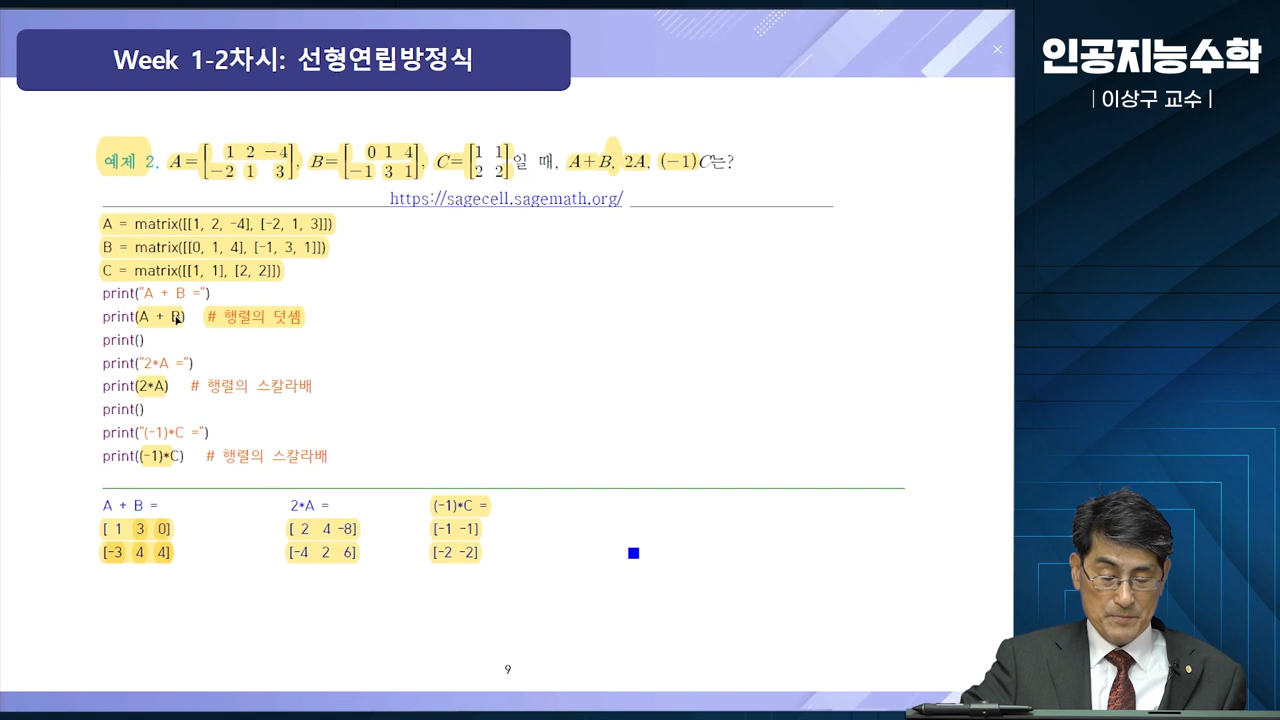 Week 1-2차시: 선형연립방정식
인공지능수학
| 이상구 교수 |
예제 2. A=[1 2 −4; −2 1 3], B=[0 1 4; −1 3 1], C=[1 1; 2 2]일 때, A+B, 2A, (−1)C는?
https://sagecell.sagemath.org/
A = matrix([[1, 2, -4], [-2, 1, 3]])
B = matrix([[0, 1, 4], [-1, 3, 1]])
C = matrix([[1, 1], [2, 2]])
print("A + B =")
print(A + B) # 행렬의 덧셈
print()
print("2*A =")
print(2*A) # 행렬의 스칼라배
print()
print("(-1)*C =")
print((-1)*C) # 행렬의 스칼라배
A + B = 2*A = (-1)*C =
[ 1 3 0] [ 2 4 -8] [-1 -1]
[-3 4 4] [-4 2 6] [-2 -2]
9